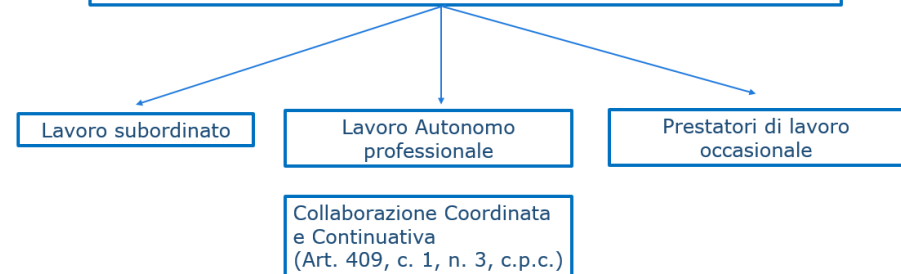 Lavoro subordinato
Lavoro Autonomo
professionale
Prestatori di lavoro
occasionale
Collaborazione Coordinata
e Continuativa
(Art. 409, c. 1, n. 3, c.p.c.)